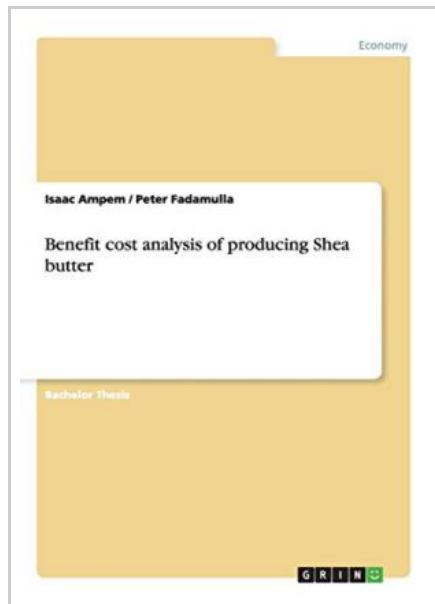 Economy
Isaac Ampem / Peter Fadamulla
Benefit cost analysis of producing Shea
butter
Bachelor Thesis
GRIN